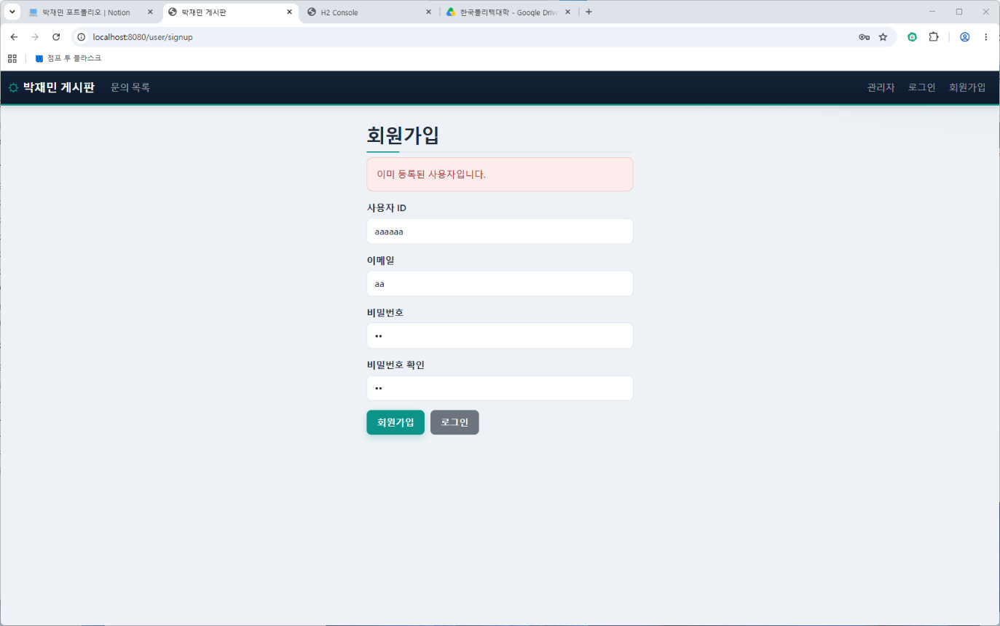 박재민 포트폴리오 | Notion
박재민 게시판
H2 Console
한국폴리텍대학 - Google Driv
localhost:8080/user/signup
점프 투 플라스크
박재민 게시판 문의 목록 관리자 로그인 회원가입
회원가입
이미 등록된 사용자입니다.
사용자 ID
aaaaaa
이메일
aa
비밀번호
••
비밀번호 확인
••
회원가입 로그인